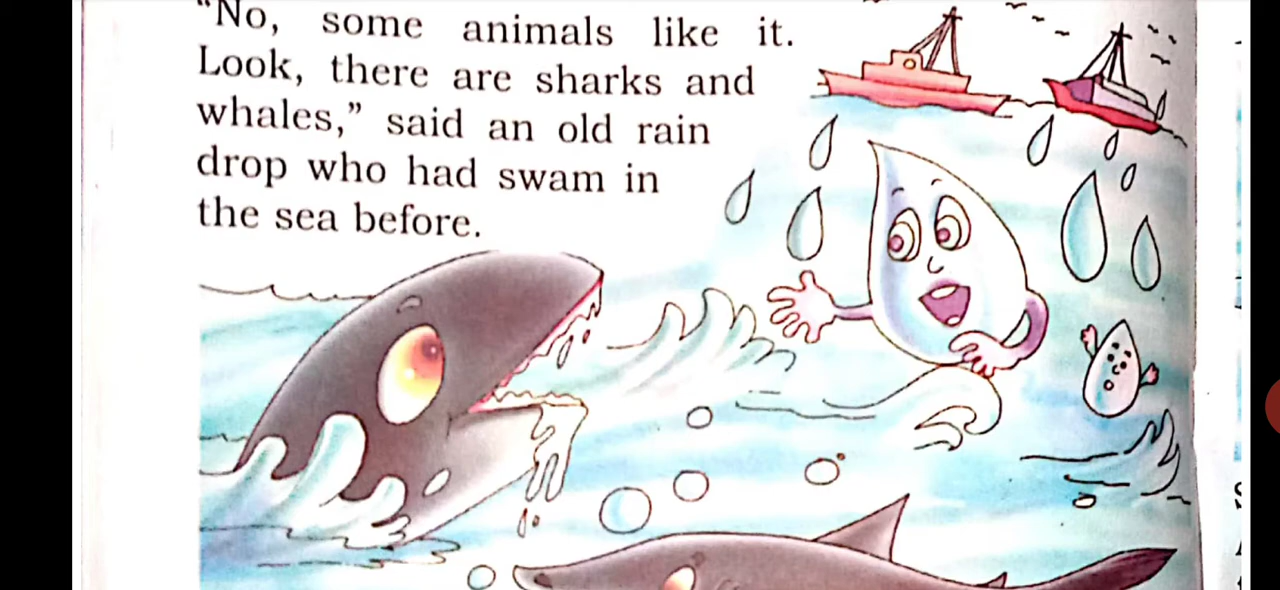 "No, some animals like it.
Look, there are sharks and
whales," said an old rain
drop who had swam in
the sea before.